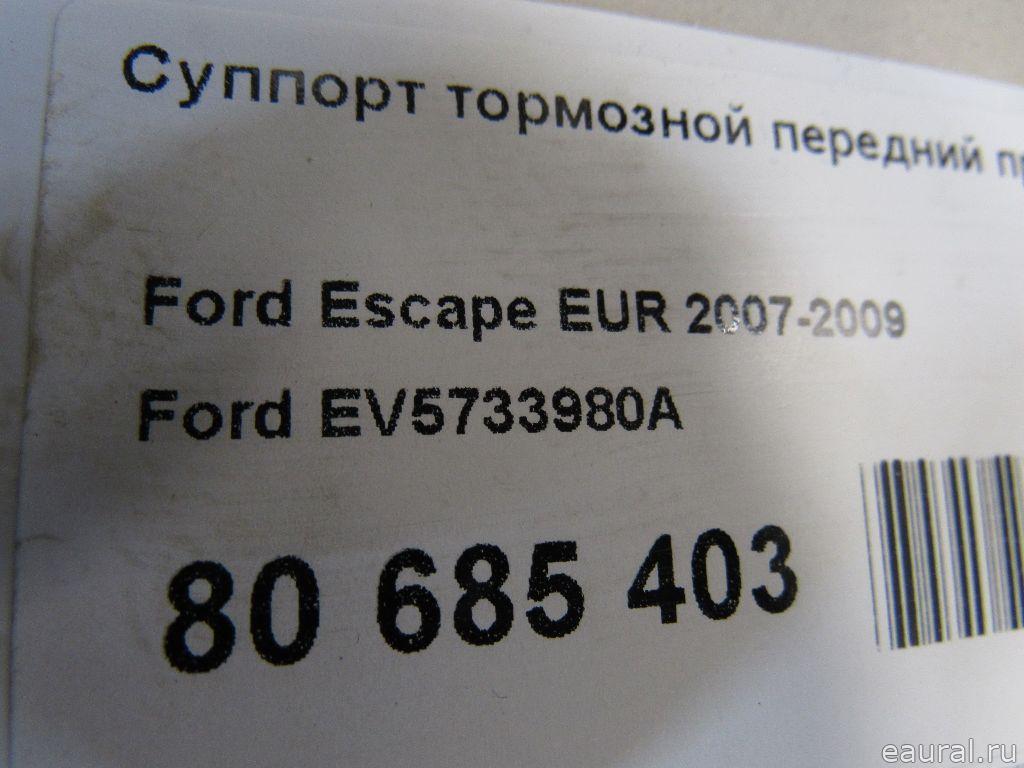 Суппорт тормозной передний
Ford Escape EUR 2007-2009
Ford EV5733980A
80 685 403
eaural.ru